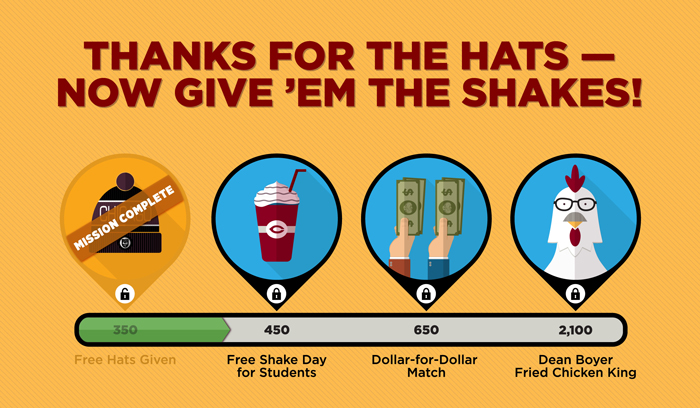 THANKS FOR THE HATS —
NOW GIVE ’EM THE SHAKES!
MISSION COMPLETE
350
450
650
2,100
Free Hats Given
Free Shake Day
for Students
Dollar-for-Dollar
Match
Dean Boyer
Fried Chicken King